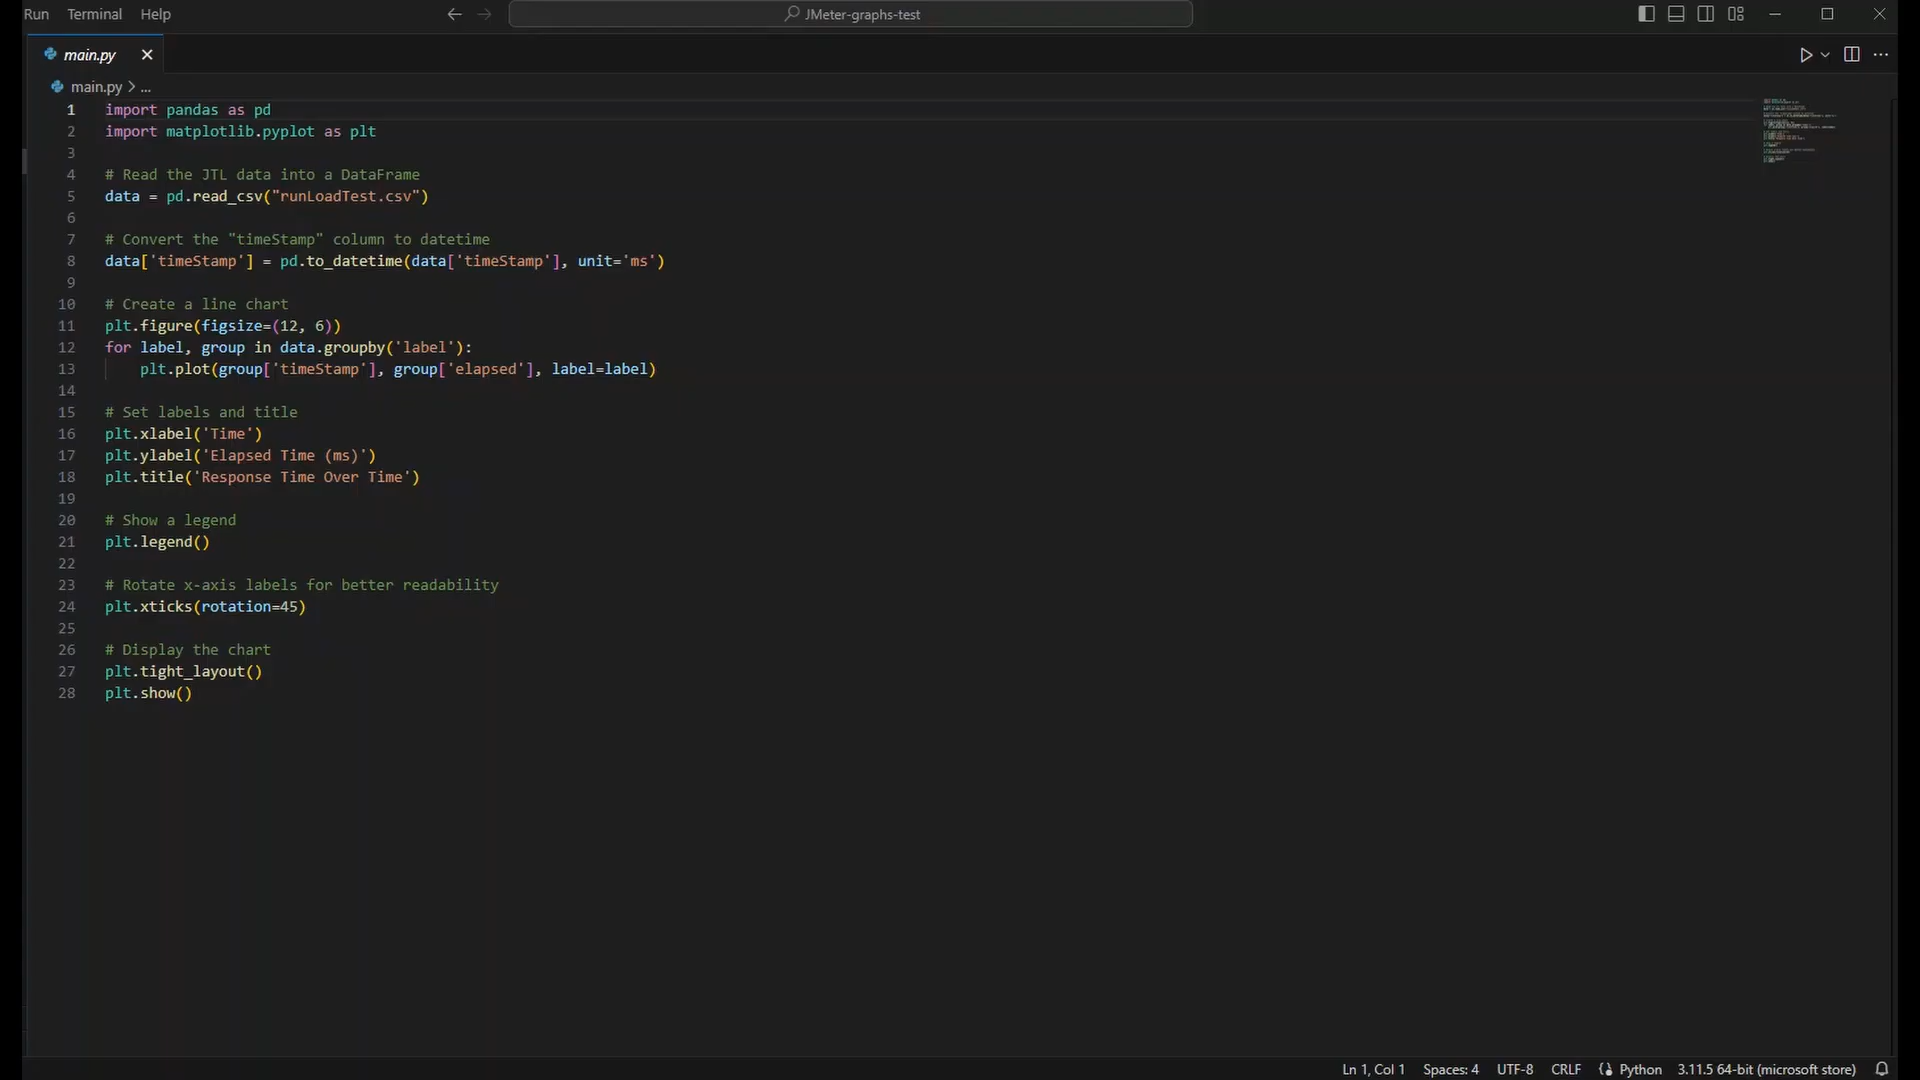 Run Terminal Help
JMeter-graphs-test
main.py
main.py > ...
1 import pandas as pd
2 import matplotlib.pyplot as plt
3
4 # Read the JTL data into a DataFrame
5 data = pd.read_csv("runLoadTest.csv")
6
7 # Convert the "timeStamp" column to datetime
8 data['timeStamp'] = pd.to_datetime(data['timeStamp'], unit='ms')
9
10 # Create a line chart
11 plt.figure(figsize=(12, 6))
12 for label, group in data.groupby('label'):
13     plt.plot(group['timeStamp'], group['elapsed'], label=label)
14
15 # Set labels and title
16 plt.xlabel('Time')
17 plt.ylabel('Elapsed Time (ms)')
18 plt.title('Response Time Over Time')
19
20 # Show a legend
21 plt.legend()
22
23 # Rotate x-axis labels for better readability
24 plt.xticks(rotation=45)
25
26 # Display the chart
27 plt.tight_layout()
28 plt.show()
Ln 1, Col 1 Spaces: 4 UTF-8 CRLF Python 3.11.5 64-bit (microsoft store)